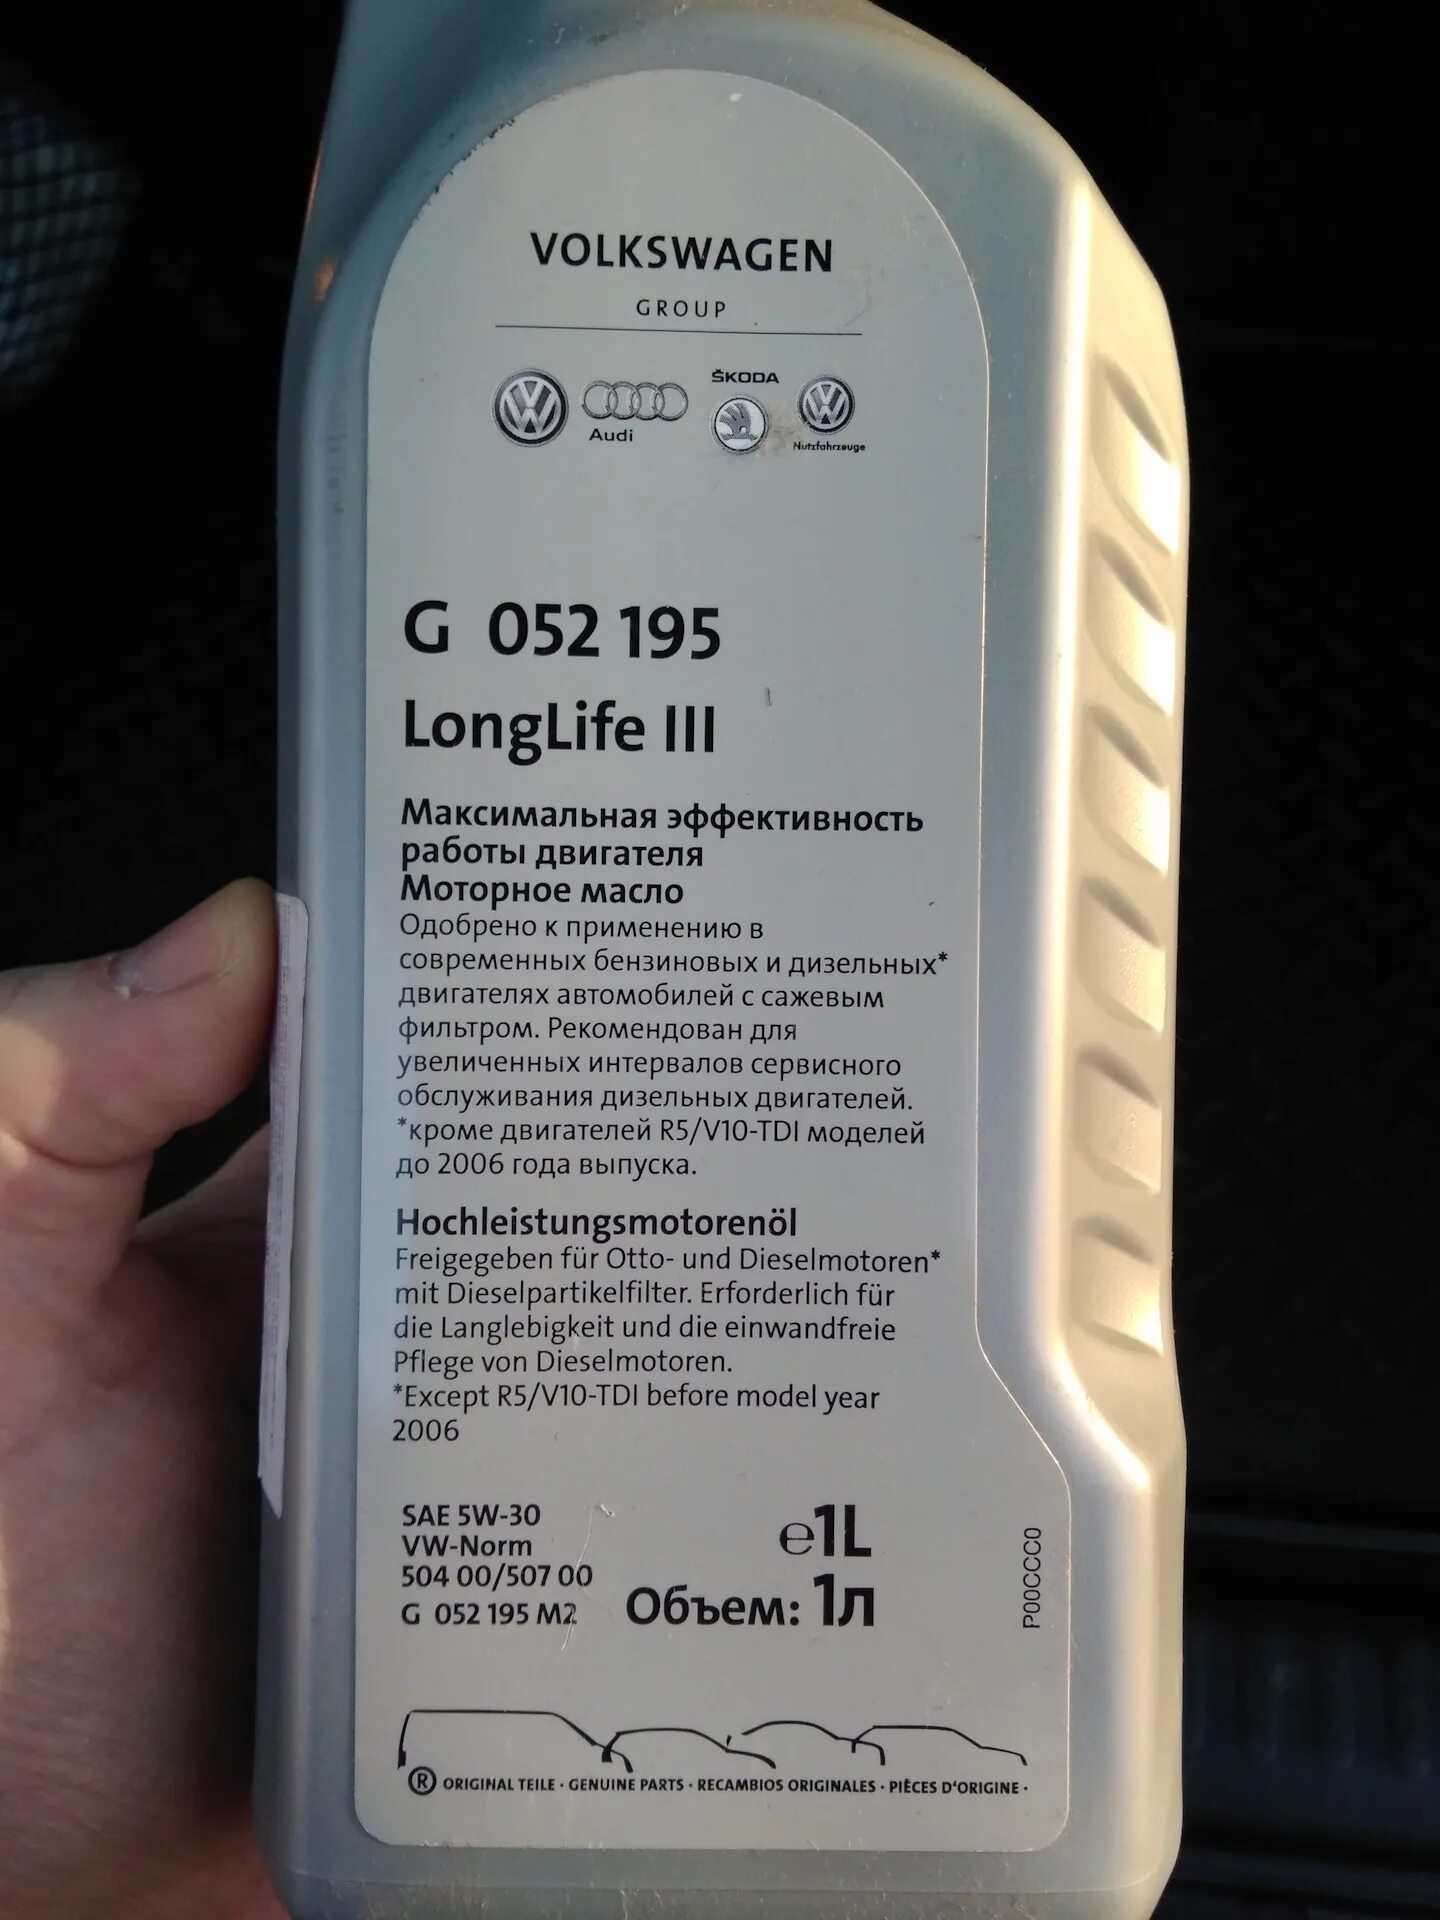 VOLKSWAGEN
GROUP
Audi
ŠKODA
Nutzfahrzeuge
G 052 195
LongLife III
Максимальная эффективность
работы двигателя
Моторное масло
Одобрено к применению в
современных бензиновых и дизельных*
двигателях автомобилей с сажевым
фильтром. Рекомендован для
увеличенных интервалов сервисного
обслуживания дизельных двигателей.
*кроме двигателей R5/V10-TDI моделей
до 2006 года выпуска.
Hochleistungsmotorenöl
Freigegeben für Otto- und Dieselmotoren*
mit Dieselpartikelfilter. Erforderlich für
die Langlebigkeit und die einwandfreie
Pflege von Dieselmotoren.
*Except R5/V10-TDI before model year
2006
SAE 5W-30
VW-Norm
504 00/507 00
G 052 195 M2
℮1L
Объем: 1л
P00CCC0
® ORIGINAL TEILE · GENUINE PARTS · RECAMBIOS ORIGINALES · PIÈCES D'ORIGINE ·